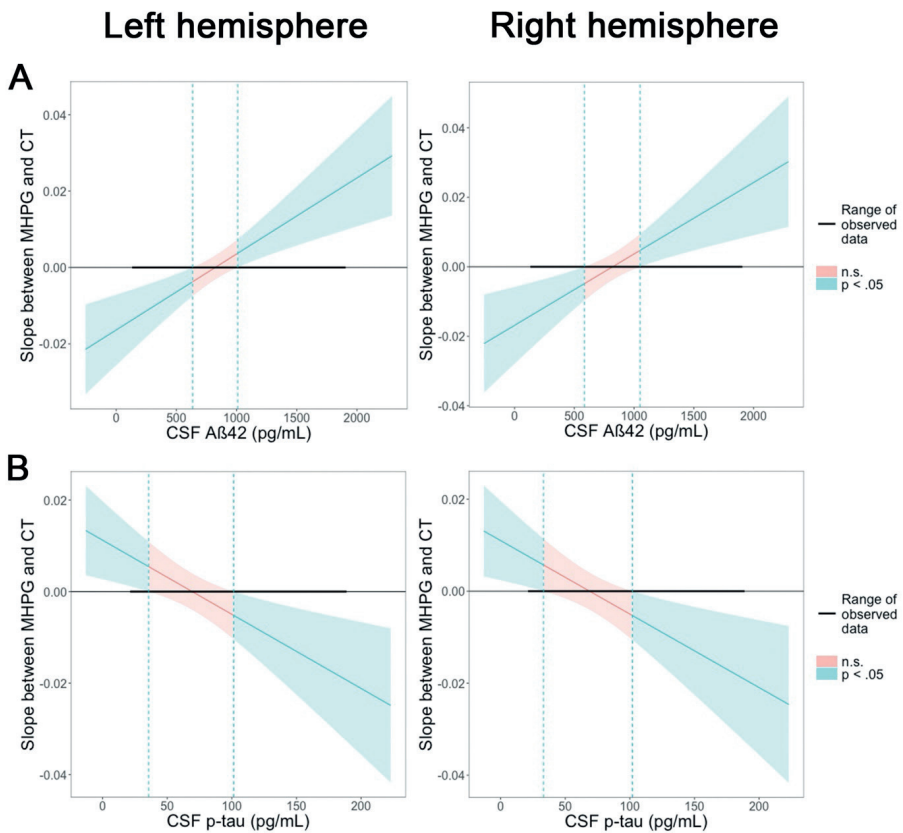 Left hemisphere
Right hemisphere
A
Slope between MHPG and CT
0.04
0.02
0.00
-0.02
0
500
1000
1500
2000
CSF Aß42 (pg/mL)
Slope between MHPG and CT
0.04
0.02
0.00
-0.02
-0.04
0
500
1000
1500
2000
CSF Aß42 (pg/mL)
Range of
observed
data
n.s.
p < .05
B
Slope between MHPG and CT
0.02
0.00
-0.02
-0.04
0
50
100
150
200
CSF p-tau (pg/mL)
Slope between MHPG and CT
0.02
0.00
-0.02
-0.04
0
50
100
150
200
CSF p-tau (pg/mL)
Range of
observed
data
n.s.
p < .05